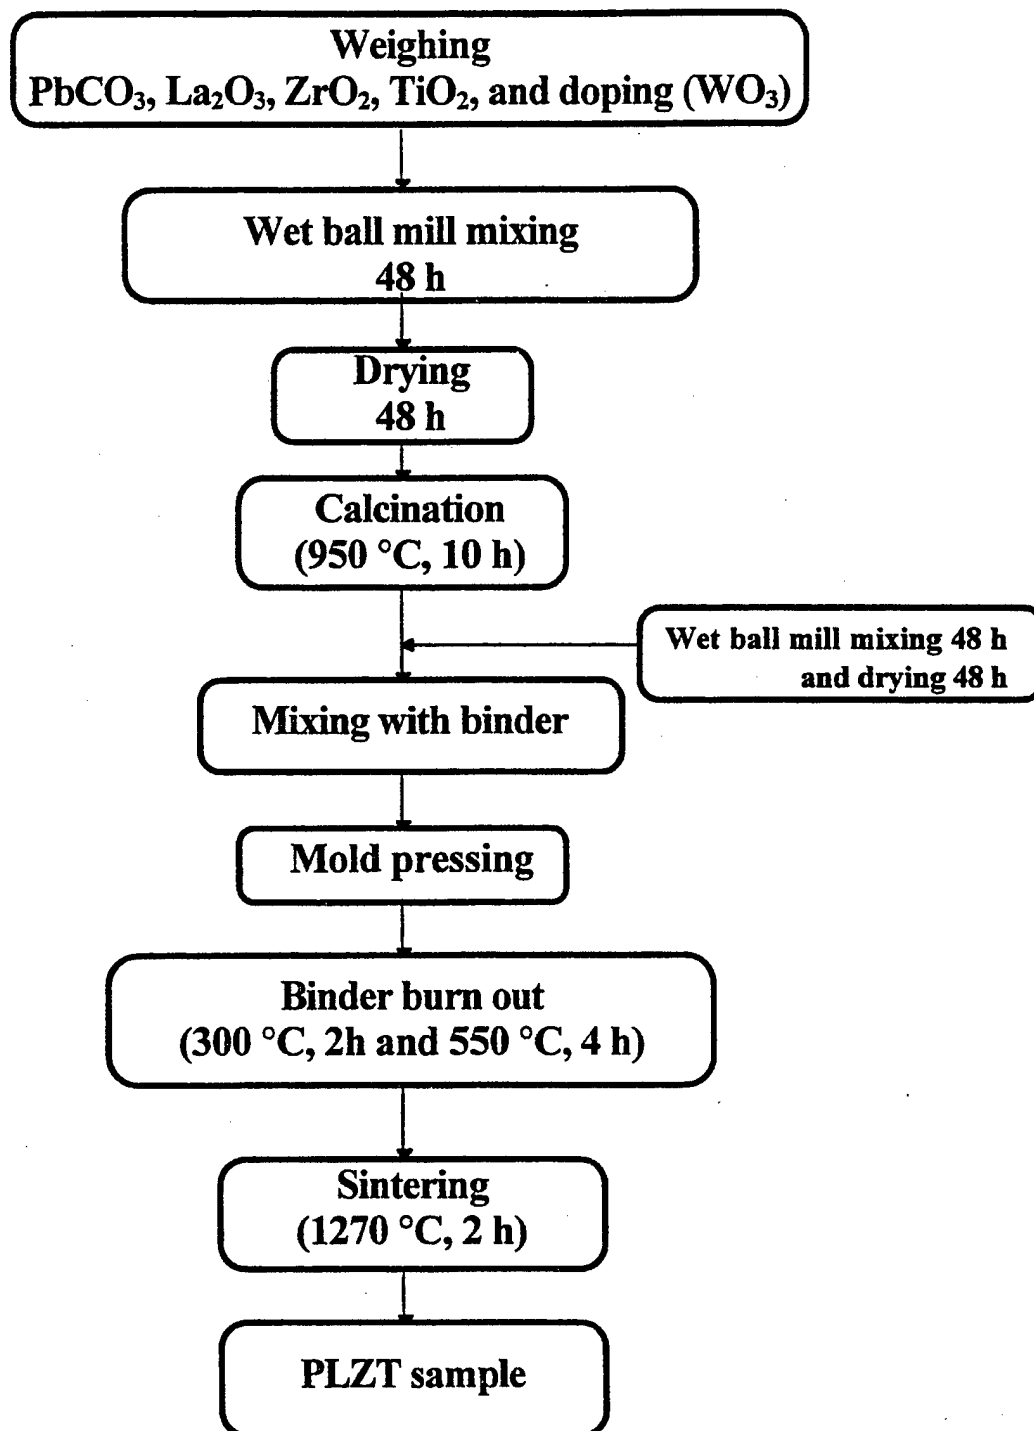 Weighing
PbCO₃, La₂O₃, ZrO₂, TiO₂, and doping (WO₃)
Wet ball mill mixing
48 h
Drying
48 h
Calcination
(950 °C, 10 h)
Wet ball mill mixing 48 h
and drying 48 h
Mixing with binder
Mold pressing
Binder burn out
(300 °C, 2h and 550 °C, 4 h)
Sintering
(1270 °C, 2 h)
PLZT sample